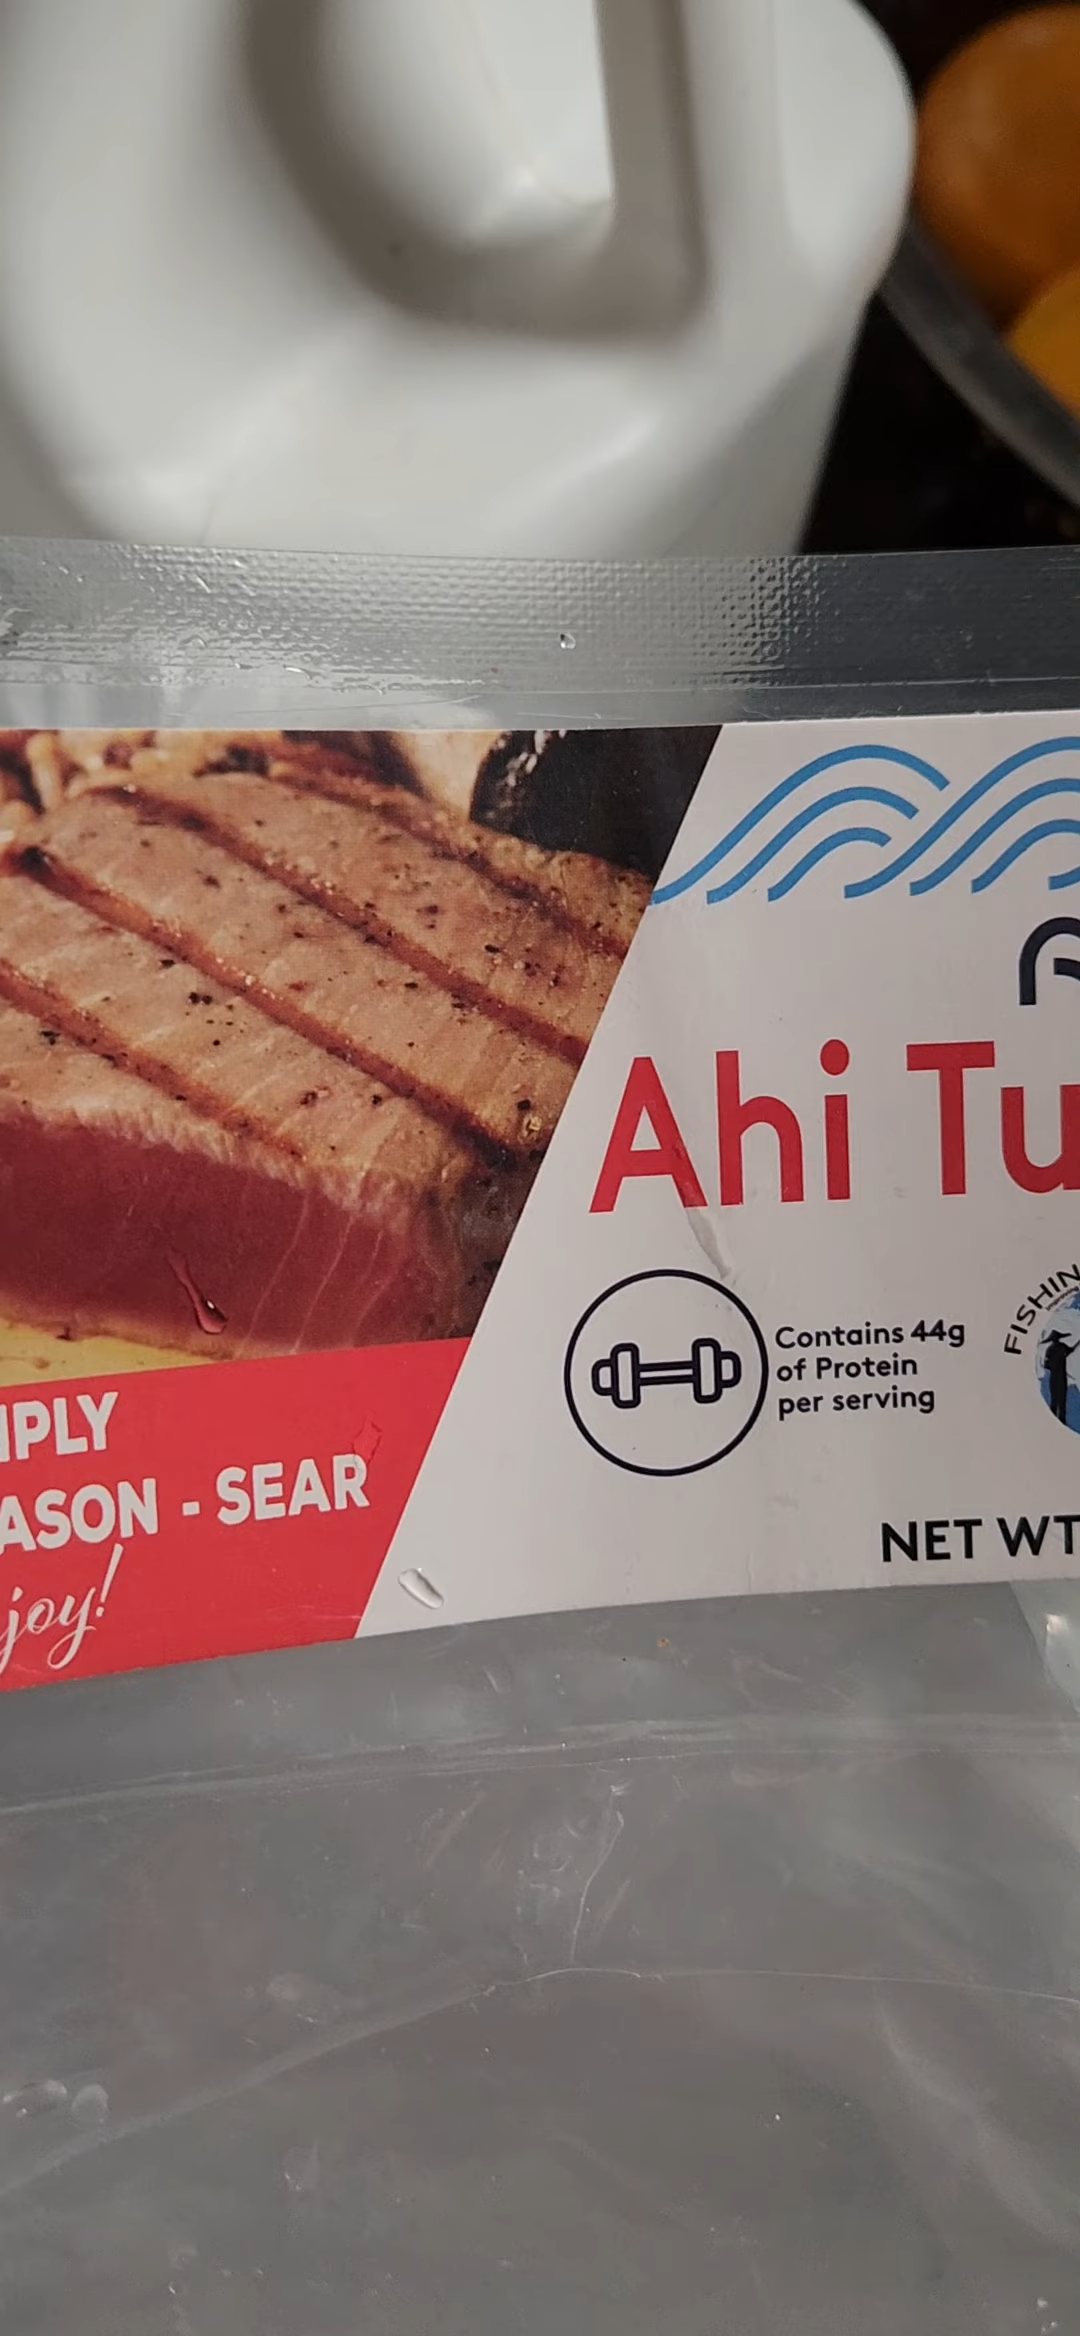 IPLY
ASON - SEAR
joy!
Ahi Tu
Contains 44g
of Protein
per serving
FISHIN
NET WT